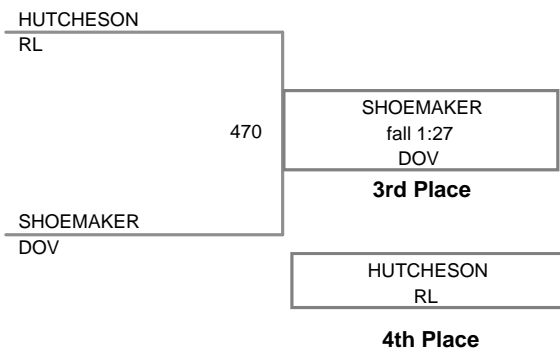 HUTCHESON
RL
470
SHOEMAKER
fall 1:27
DOV
3rd Place
SHOEMAKER
DOV
HUTCHESON
RL
4th Place